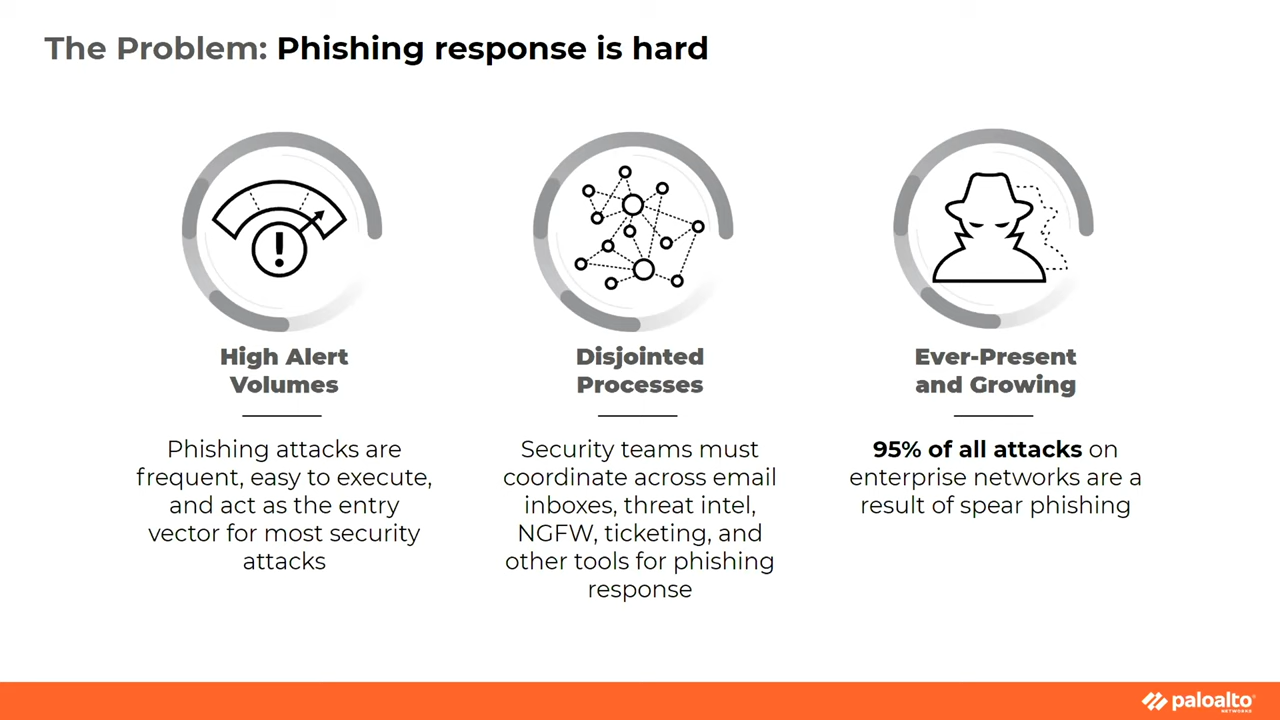 The Problem: Phishing response is hard
!
High Alert
Volumes
Phishing attacks are
frequent, easy to execute,
and act as the entry
vector for most security
attacks
Disjointed
Processes
Security teams must
coordinate across email
inboxes, threat intel,
NGFW, ticketing, and
other tools for phishing
response
Ever-Present
and Growing
95% of all attacks on
enterprise networks are a
result of spear phishing
paloalto
NETWORKS